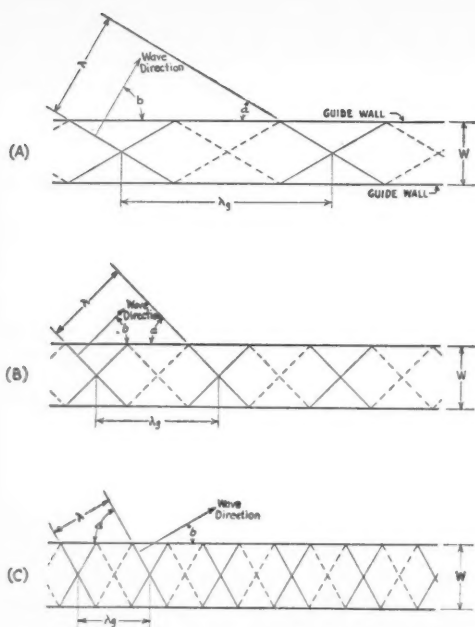 λ
Wave
Direction
b
a
GUIDE WALL
(A)
W
GUIDE WALL
λg
λ
Wave
Direction
b
a
(B)
W
λg
λ
a
Wave
Direction
b
(C)
W
λg